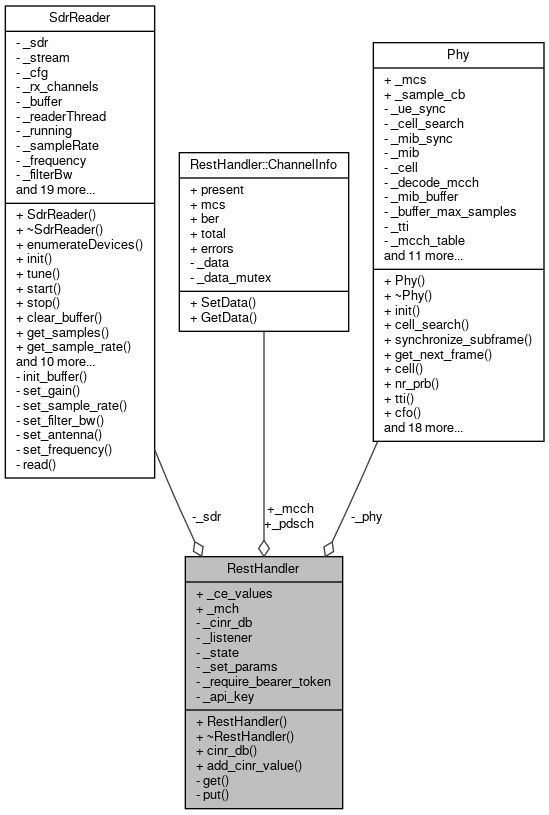 SdrReader
- _sdr
- _stream
- _cfg
- _rx_channels
- _buffer
- _readerThread
- _running
- _sampleRate
- _frequency
- _filterBw
and 19 more...
+ SdrReader()
+ ~SdrReader()
+ enumerateDevices()
+ init()
+ tune()
+ start()
+ stop()
+ clear_buffer()
+ get_samples()
+ get_sample_rate()
and 10 more...
- init_buffer()
- set_gain()
- set_sample_rate()
- set_filter_bw()
- set_antenna()
- set_frequency()
- read()
RestHandler::ChannelInfo
+ present
+ mcs
+ ber
+ total
+ errors
- _data
- _data_mutex
+ SetData()
+ GetData()
Phy
+ _mcs
+ _sample_cb
- _ue_sync
- _cell_search
- _mib_sync
- _mib
- _cell
- _decode_mcch
- _mib_buffer
- _buffer_max_samples
- _tti
- _mcch_table
and 11 more...
+ Phy()
+ ~Phy()
+ init()
+ cell_search()
+ synchronize_subframe()
+ get_next_frame()
+ cell()
+ nr_prb()
+ tti()
+ cfo()
and 18 more...
-_sdr
+_mcch
+_pdsch
-_phy
RestHandler
+ _ce_values
+ _mch
- _cinr_db
- _listener
- _state
- _set_params
- _require_bearer_token
- _api_key
+ RestHandler()
+ ~RestHandler()
+ cinr_db()
+ add_cinr_value()
- get()
- put()